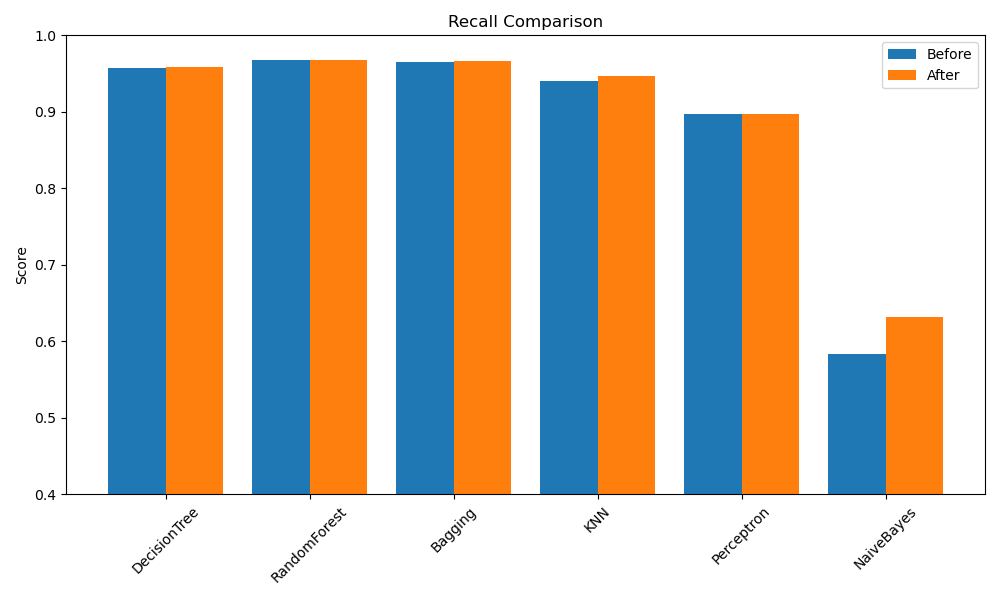 Recall Comparison
Before
After
Score
1.0
0.9
0.8
0.7
0.6
0.5
0.4
DecisionTree
RandomForest
Bagging
KNN
Perceptron
NaiveBayes